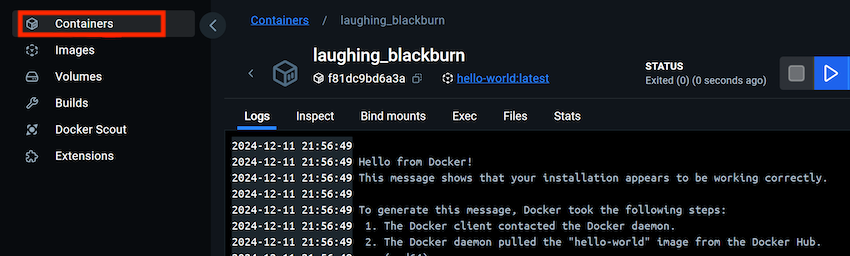 Containers
Images
Volumes
Builds
Docker Scout
Extensions
Containers / laughing_blackburn
laughing_blackburn
f81dc9bd6a3a hello-world:latest
STATUS
Exited (0) (0 seconds ago)
Logs Inspect Bind mounts Exec Files Stats
2024-12-11 21:56:49
2024-12-11 21:56:49 Hello from Docker!
2024-12-11 21:56:49 This message shows that your installation appears to be working correctly.
2024-12-11 21:56:49
2024-12-11 21:56:49 To generate this message, Docker took the following steps:
2024-12-11 21:56:49 1. The Docker client contacted the Docker daemon.
2024-12-11 21:56:49 2. The Docker daemon pulled the "hello-world" image from the Docker Hub.